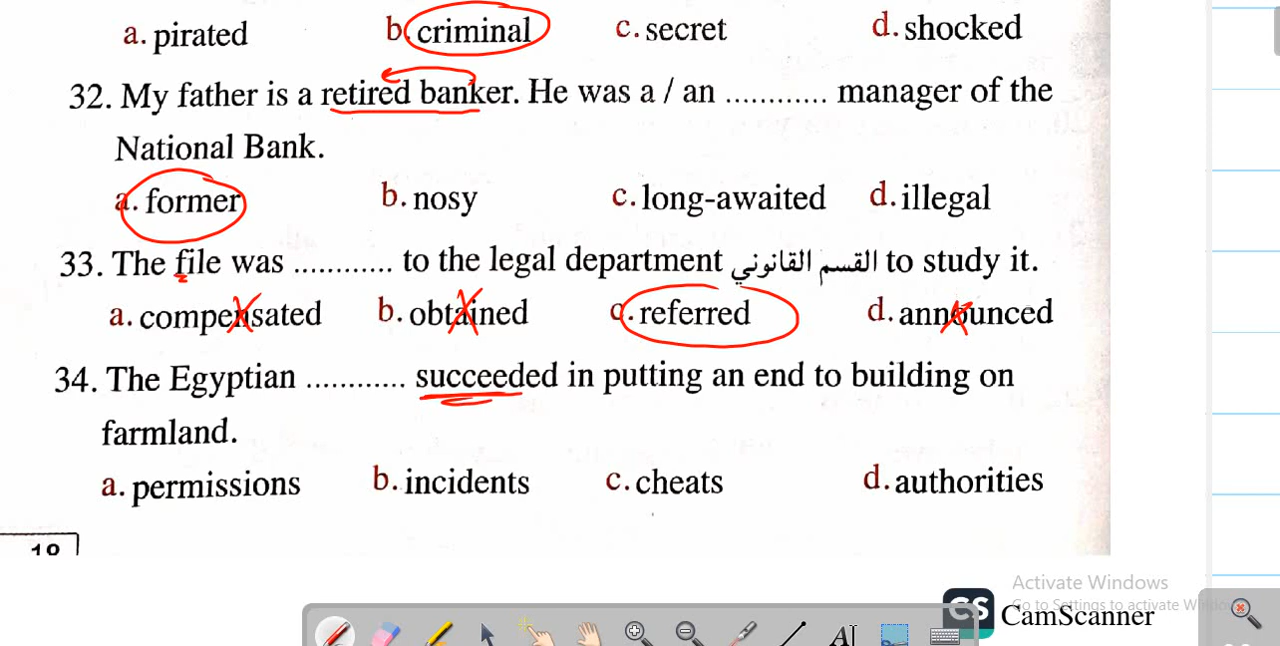 a. pirated b. criminal c. secret d. shocked
32. My father is a retired banker. He was a / an ............ manager of the
National Bank.
a. former b. nosy c. long-awaited d. illegal
33. The file was ............ to the legal department القسم القانوني to study it.
a. compensated b. obtained c. referred d. announced
34. The Egyptian ............ succeeded in putting an end to building on
farmland.
a. permissions b. incidents c. cheats d. authorities
10
Activate Windows
Go to Settings to activate
CS CamScanner
AI